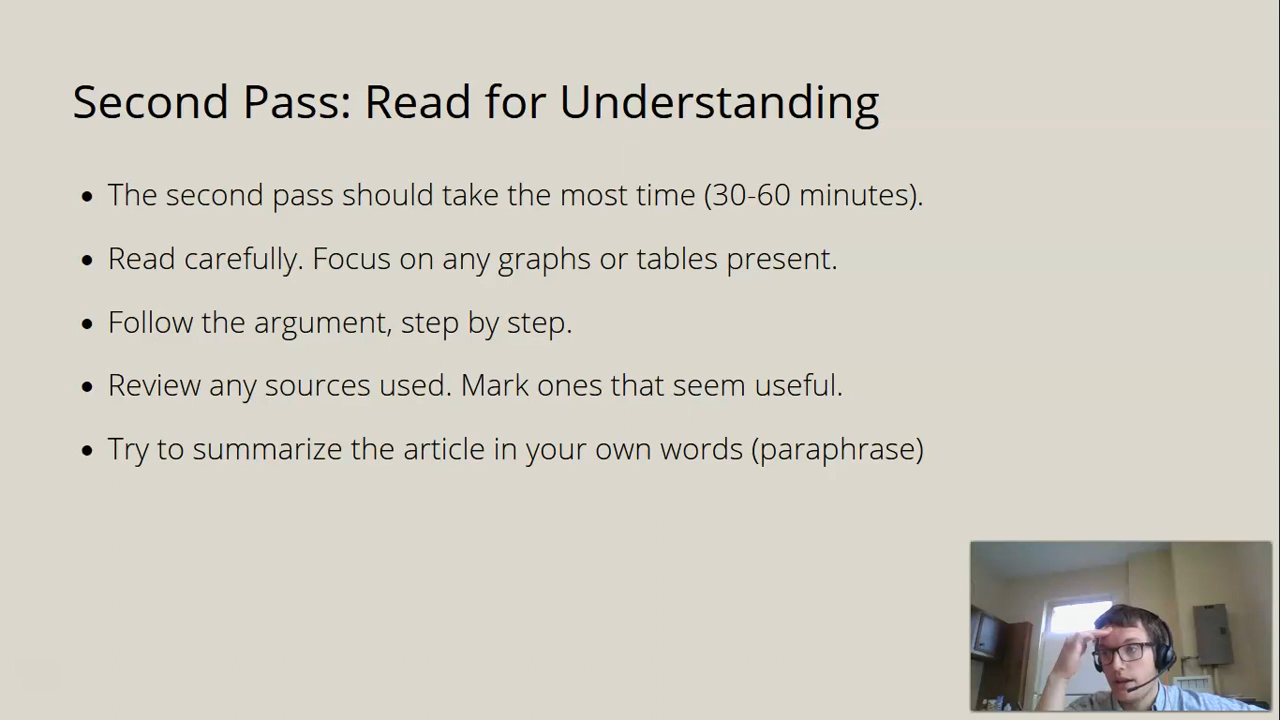 Second Pass: Read for Understanding
• The second pass should take the most time (30-60 minutes).
• Read carefully. Focus on any graphs or tables present.
• Follow the argument, step by step.
• Review any sources used. Mark ones that seem useful.
• Try to summarize the article in your own words (paraphrase)